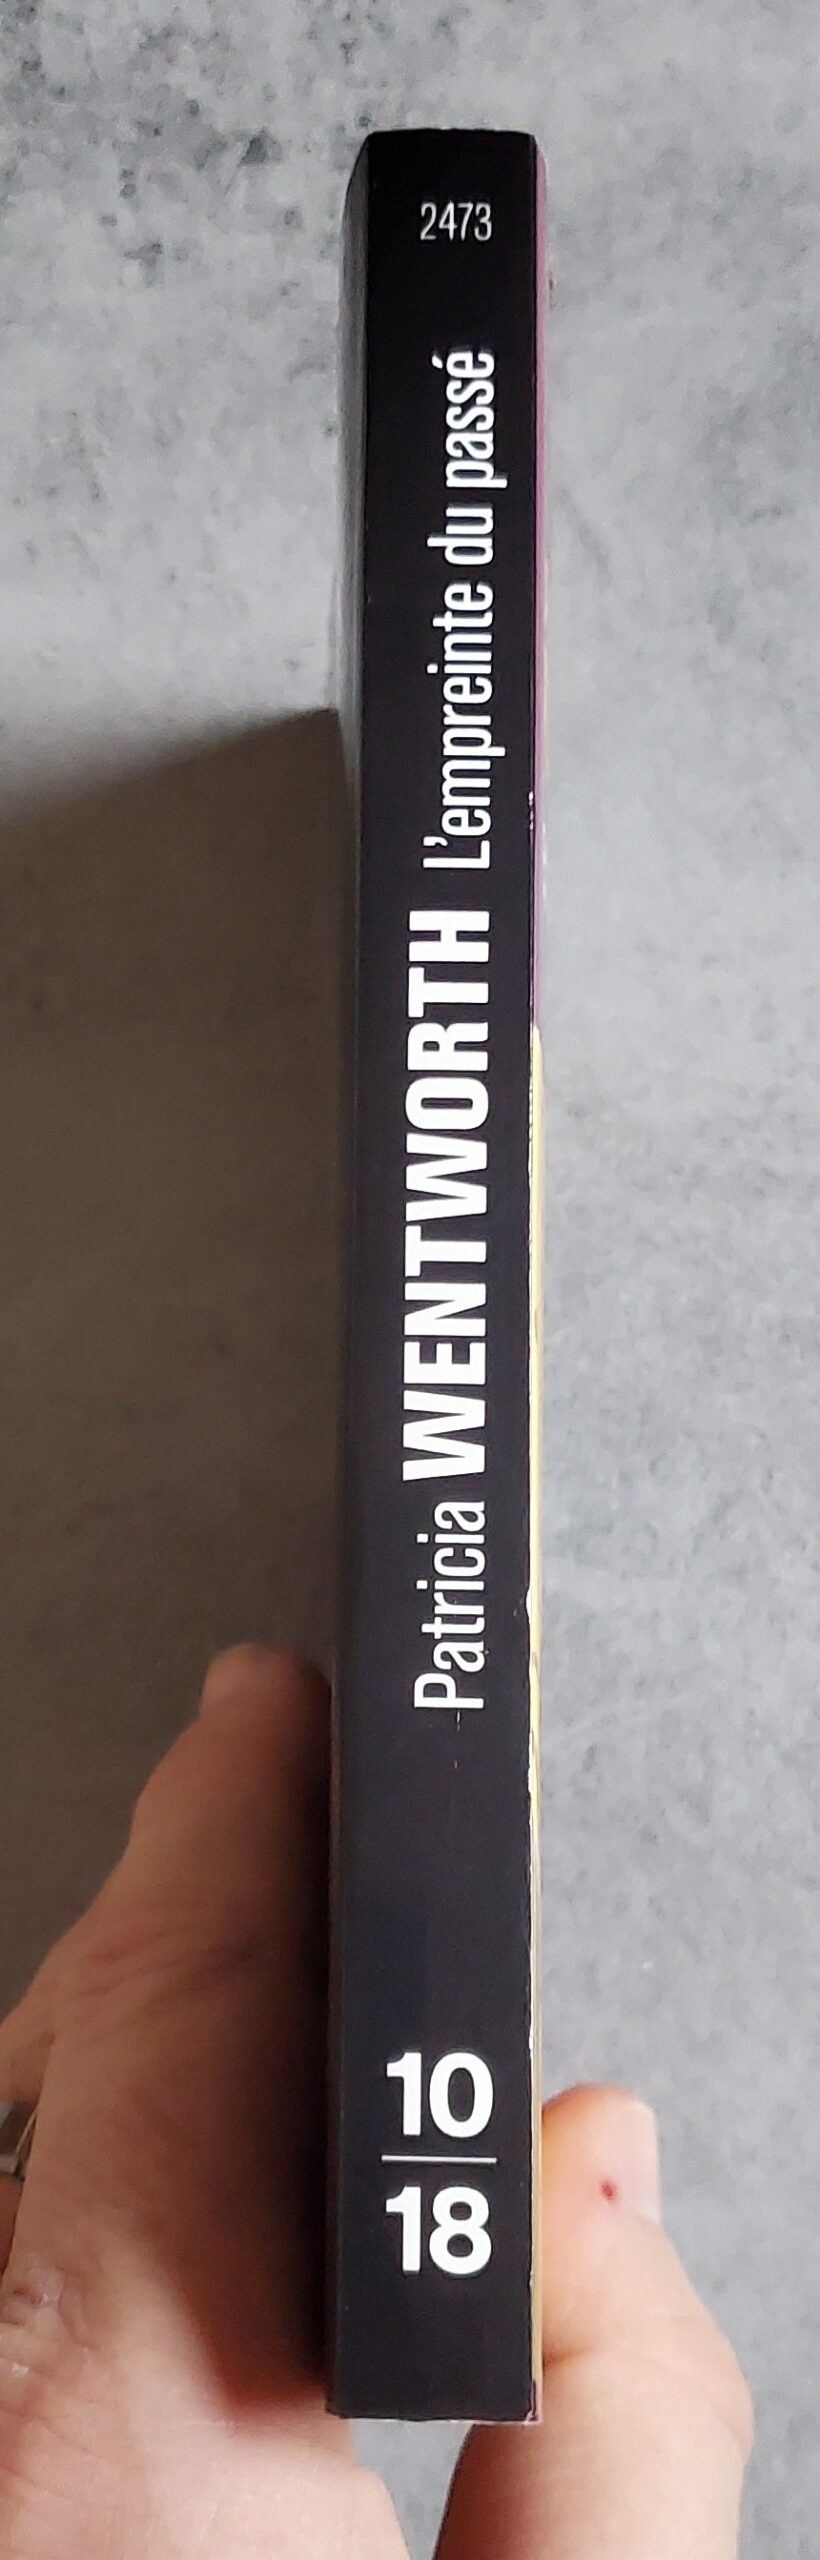 2473
Patricia WENTWORTH L'empreinte du passé
10
18